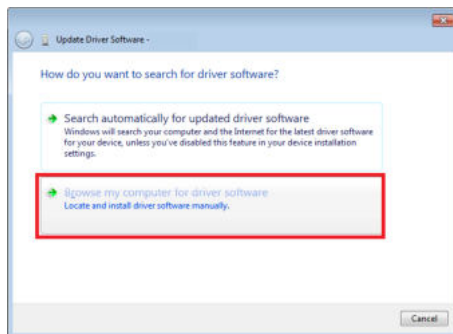 Update Driver Software -
How do you want to search for driver software?
Search automatically for updated driver software
Windows will search your computer and the Internet for the latest driver software
for your device, unless you've disabled this feature in your device installation
settings.
Browse my computer for driver software
Locate and install driver software manually.
Cancel